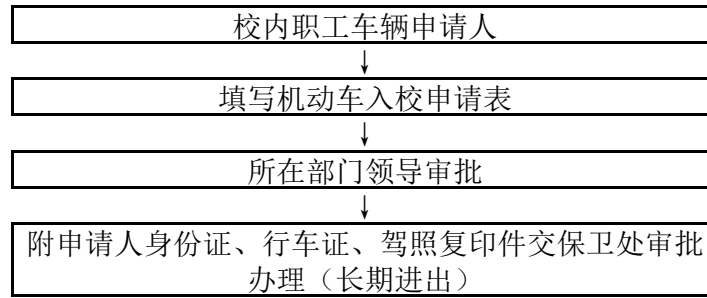 校内职工车辆申请人
↓
填写机动车入校申请表
↓
所在部门领导审批
↓
附申请人身份证、行车证、驾照复印件交保卫处审批
办理（长期进出）